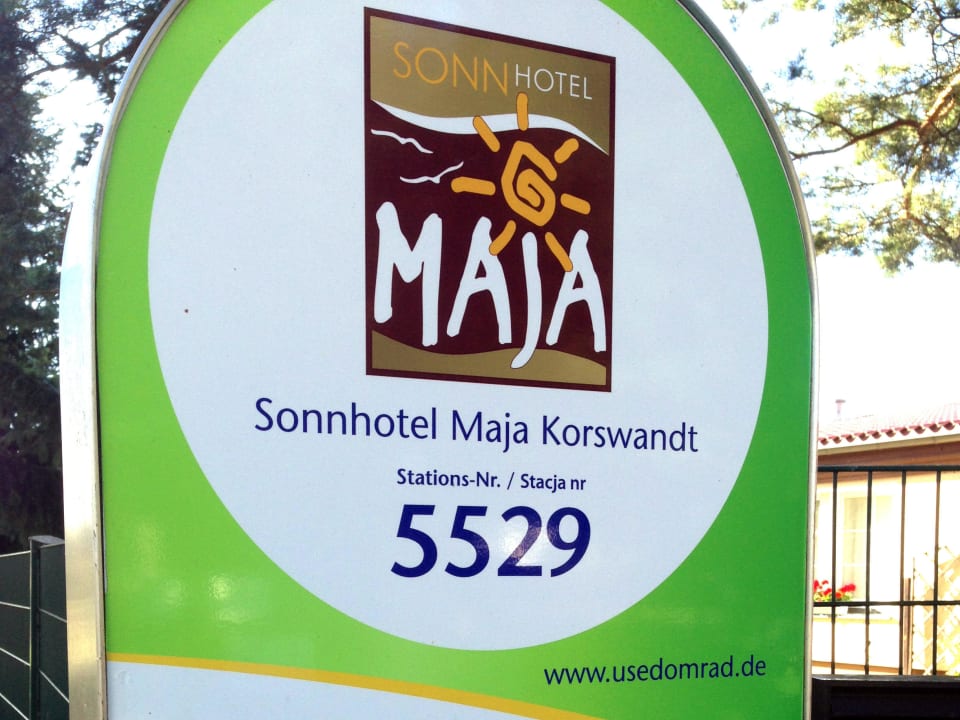 SONNHOTEL
MAJA
Sonnhotel Maja Korswandt
Stations-Nr. / Stacja nr
5529
www.usedomrad.de